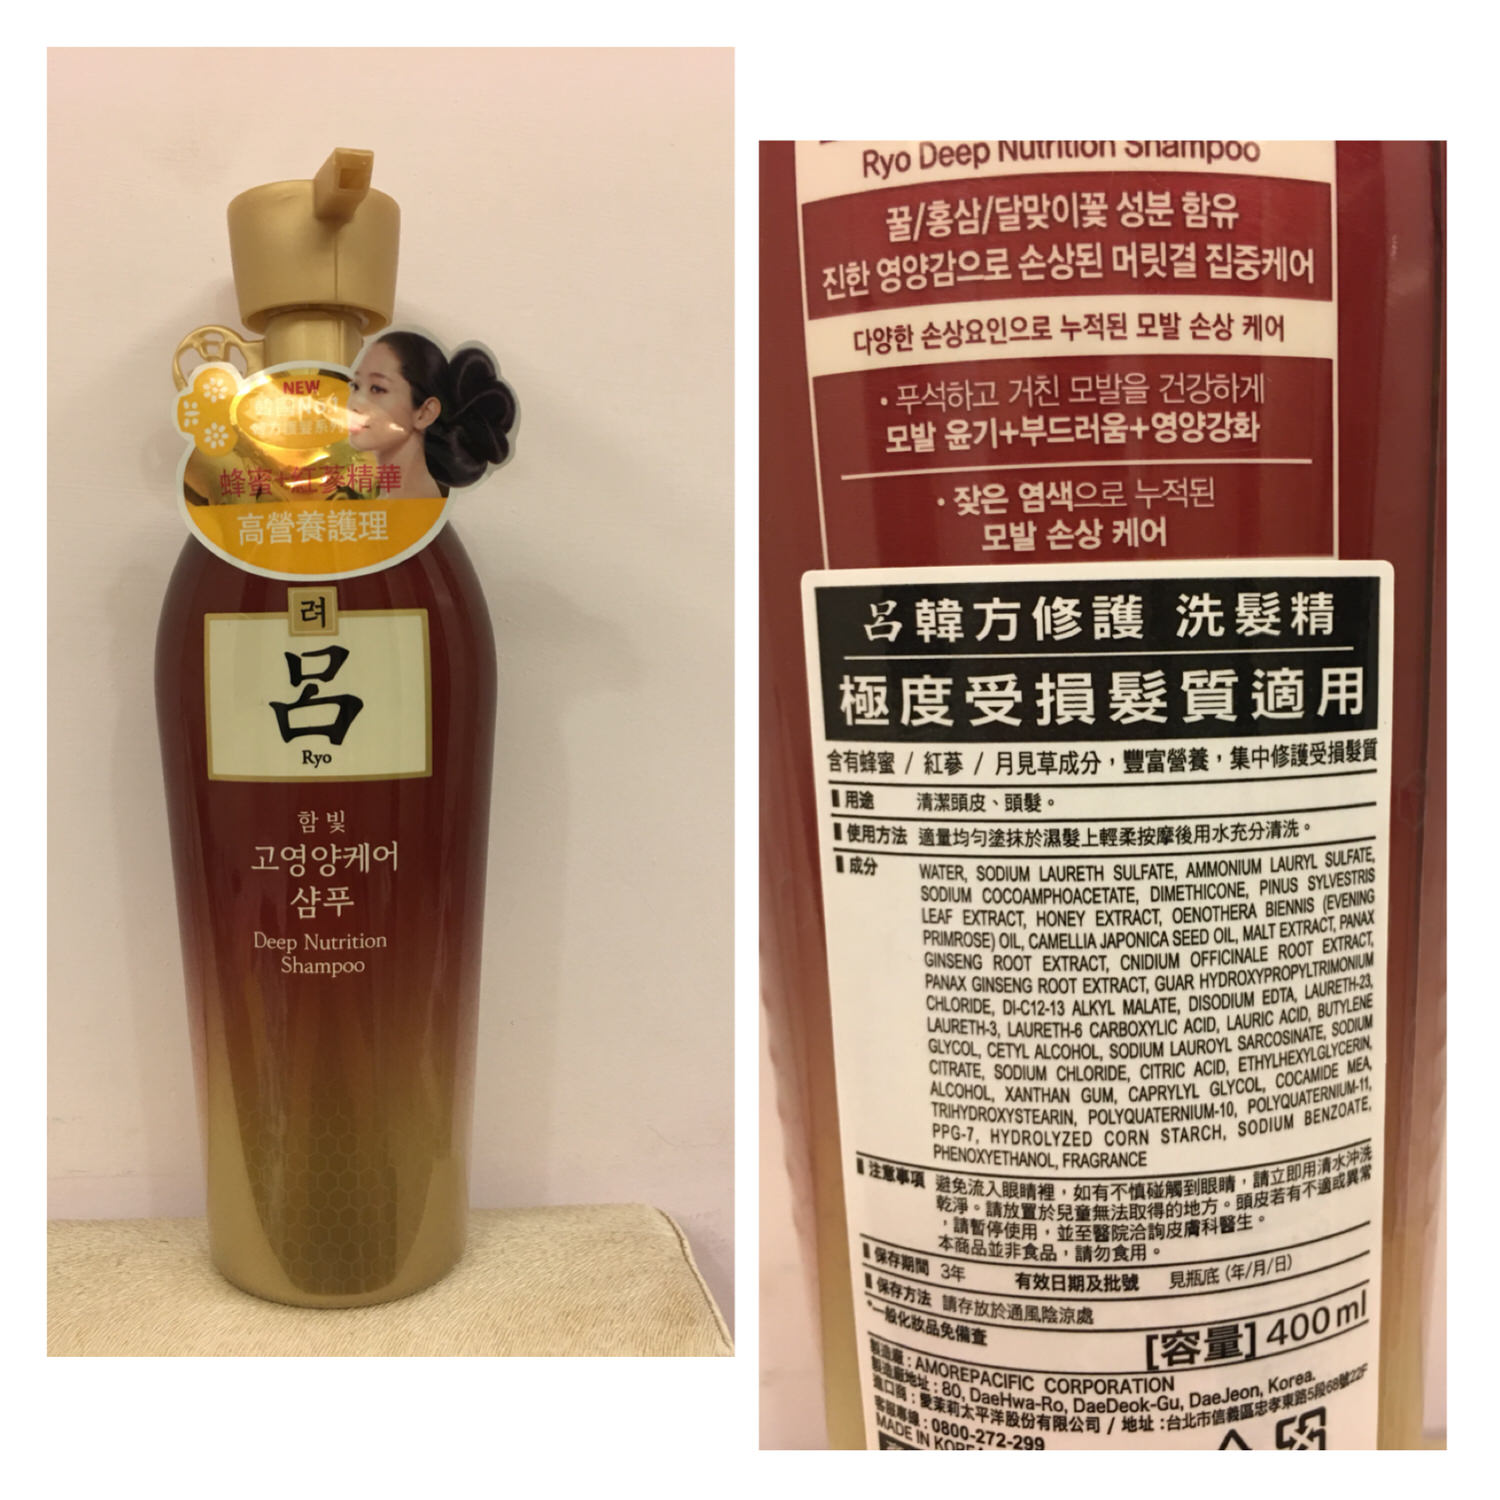 NEW
蜂蜜+紅蔘精華
高營養護理
려
呂
Ryo
함빛
고영양케어
샴푸
Deep Nutrition
Shampoo
Ryo Deep Nutrition Shampoo
꿀/홍삼/달맞이꽃 성분 함유
진한 영양감으로 손상된 머릿결 집중케어
다양한 손상요인으로 누적된 모발 손상 케어
· 푸석하고 거친 모발을 건강하게
모발 윤기+부드러움+영양강화
· 잦은 염색으로 누적된
모발 손상 케어
呂韓方修護 洗髮精
極度受損髮質適用
含有蜂蜜 / 紅蔘 / 月見草成分，豐富營養，集中修護受損髮質
用途 清潔頭皮、頭髮。
使用方法 適量均勻塗抹於濕髮上輕柔按摩後用水充分清洗。
成分 WATER, SODIUM LAURETH SULFATE, AMMONIUM LAURYL SULFATE,
SODIUM COCOAMPHOACETATE, DIMETHICONE, PINUS SYLVESTRIS
LEAF EXTRACT, HONEY EXTRACT, OENOTHERA BIENNIS (EVENING
PRIMROSE) OIL, CAMELLIA JAPONICA SEED OIL, MALT EXTRACT, PANAX
GINSENG ROOT EXTRACT, CNIDIUM OFFICINALE ROOT EXTRACT,
PANAX GINSENG ROOT EXTRACT, GUAR HYDROXYPROPYLTRIMONIUM
CHLORIDE, DI-C12-13 ALKYL MALATE, DISODIUM EDTA, LAURETH-23,
LAURETH-3, LAURETH-6 CARBOXYLIC ACID, LAURIC ACID, BUTYLENE
GLYCOL, CETYL ALCOHOL, SODIUM LAUROYL SARCOSINATE, SODIUM
CITRATE, SODIUM CHLORIDE, CITRIC ACID, ETHYLHEXYLGLYCERIN,
ALCOHOL, XANTHAN GUM, CAPRYLYL GLYCOL, COCAMIDE MEA,
TRIHYDROXYSTEARIN, POLYQUATERNIUM-10, POLYQUATERNIUM-11,
PPG-7, HYDROLYZED CORN STARCH, SODIUM BENZOATE,
PHENOXYETHANOL, FRAGRANCE
注意事項 避免流入眼睛裡，如有不慎碰觸到眼睛，請立即用清水沖洗
乾淨。請放置於兒童無法取得的地方。頭皮若有不適或異常
，請暫停使用，並至醫院洽詢皮膚科醫生。
本商品並非食品，請勿食用。
保存期間 3年 有效日期及批號 見瓶底 (年/月/日)
保存方法 請存放於通風陰涼處
*一般化妝品免備查
[容量] 400 ml
製造廠：AMOREPACIFIC CORPORATION
製造廠地址：80, DaeHwa-Ro, DaeDeok-Gu, DaeJeon, Korea.
進口商：愛茉莉太平洋股份有限公司 / 地址：台北市信義區忠孝東路5段68號22F
客服專線：0800-272-299
MADE IN KOREA